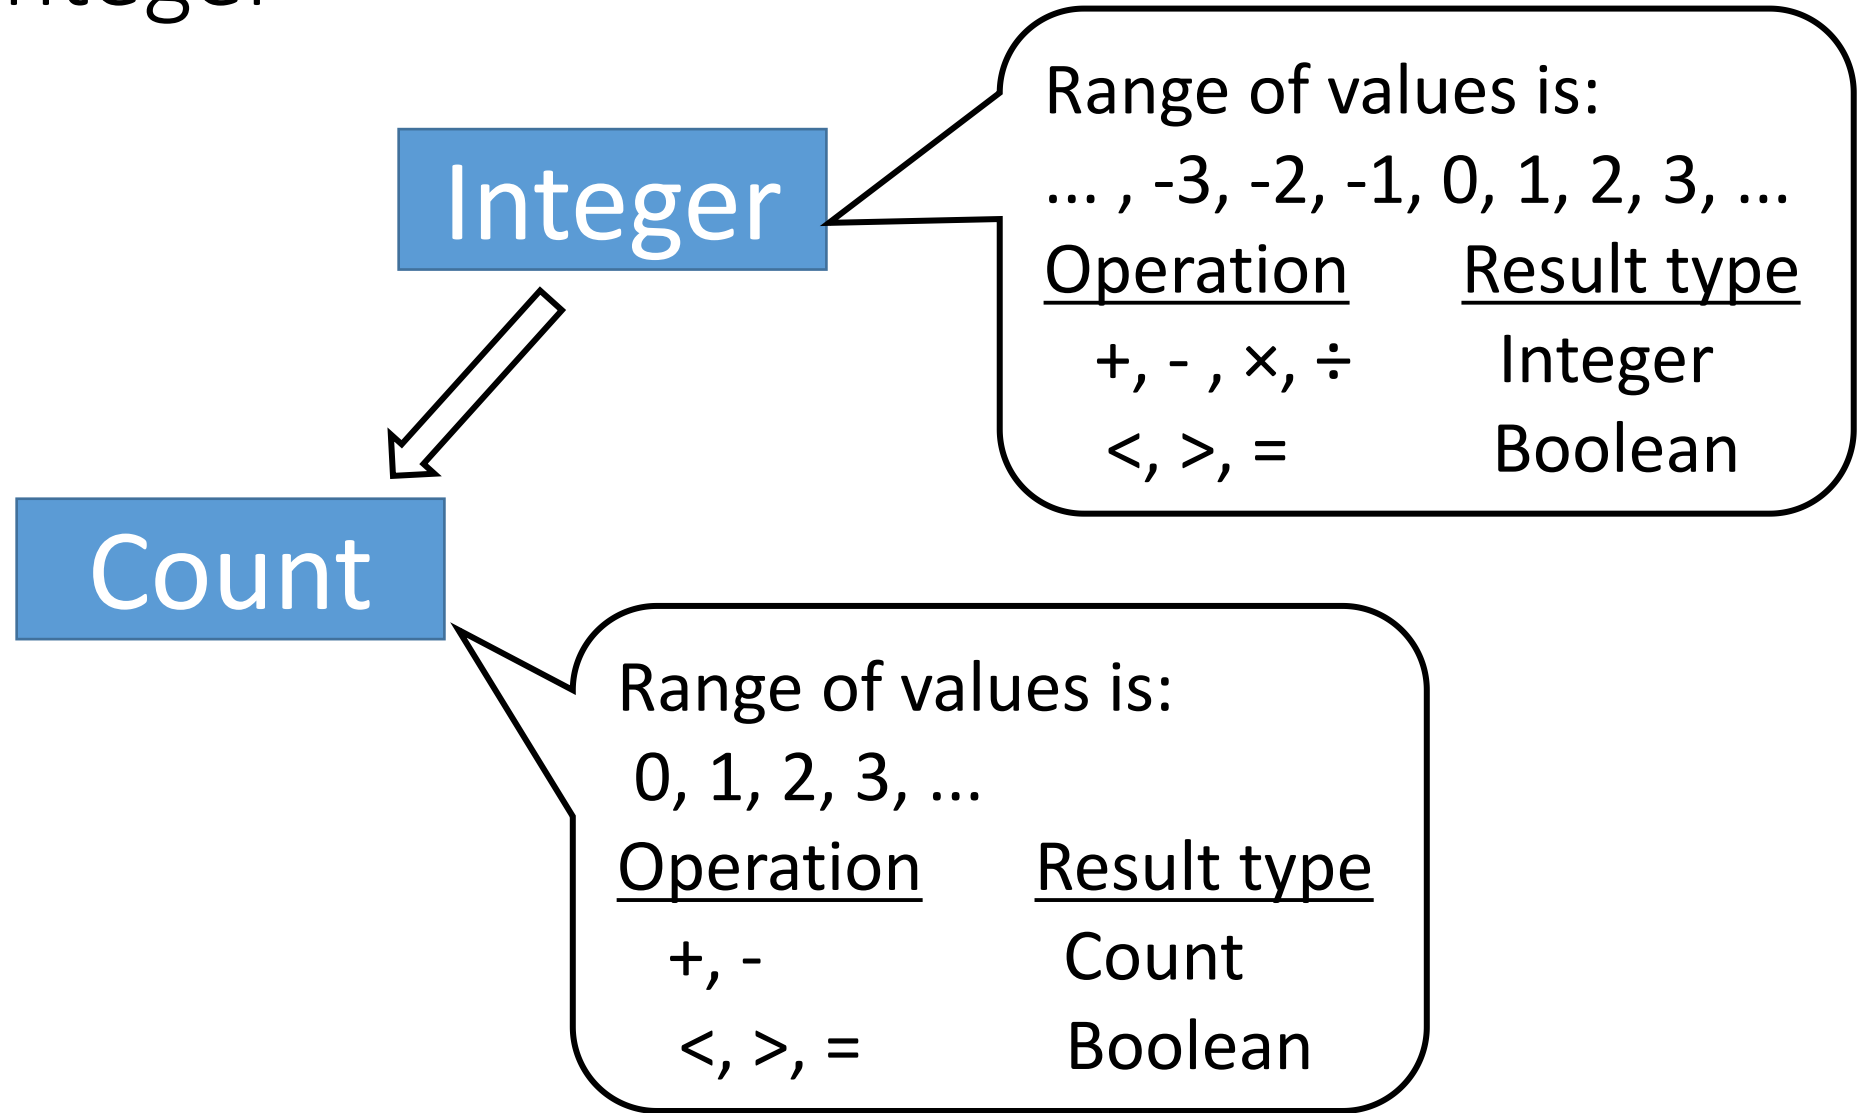 Integer
Range of values is:
... , -3, -2, -1, 0, 1, 2, 3, ...
Operation Result type
+, - , ×, ÷ Integer
<, >, = Boolean
Count
Range of values is:
0, 1, 2, 3, ...
Operation Result type
+, - Count
<, >, = Boolean